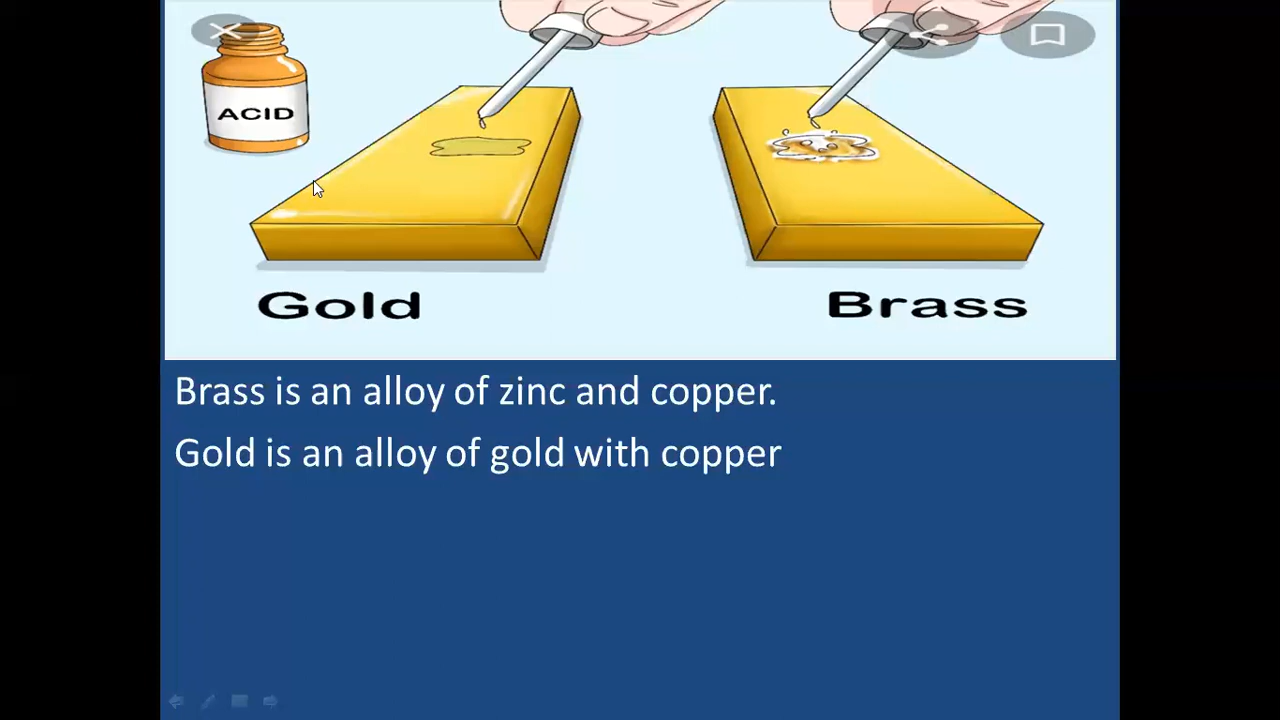 ACID
Gold
Brass
Brass is an alloy of zinc and copper.
Gold is an alloy of gold with copper